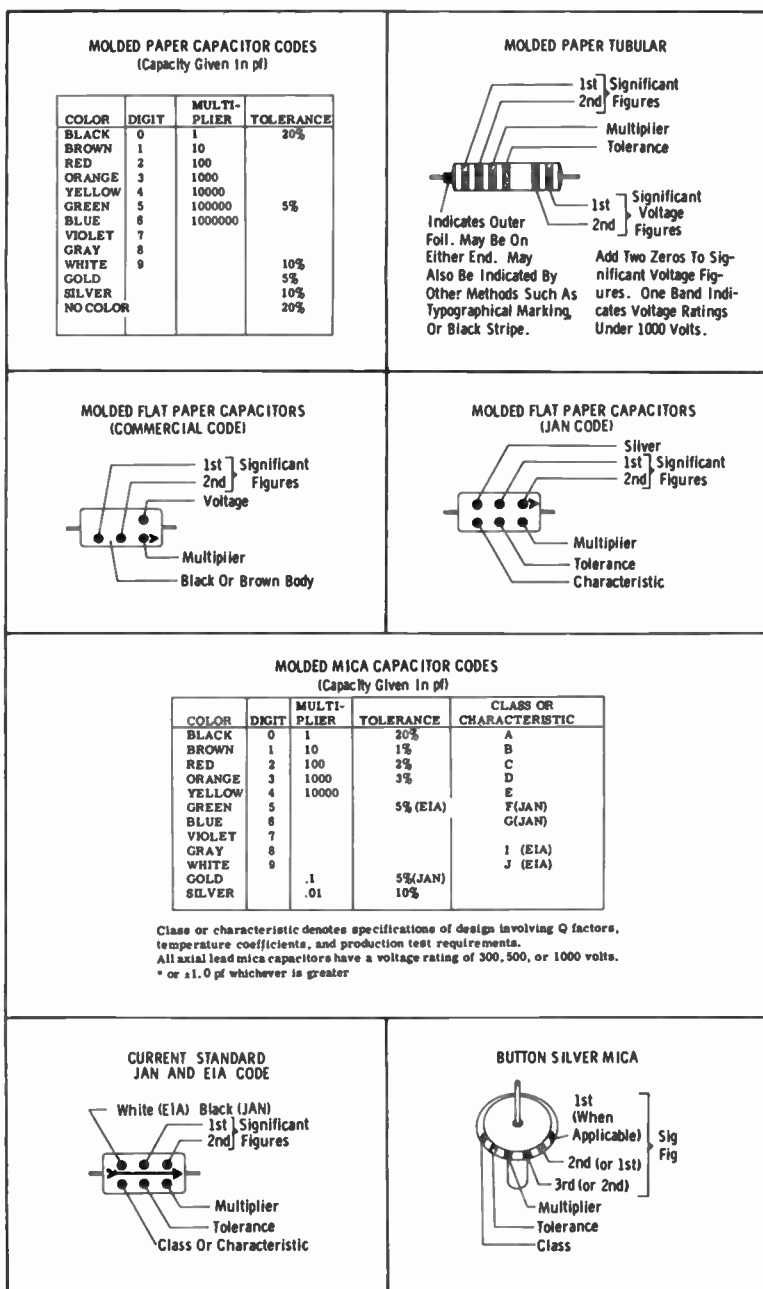 MOLDED PAPER CAPACITOR CODES
(Capacity Given In pf)
COLOR DIGIT MULTI-PLIER TOLERANCE
BLACK 0 1 20%
BROWN 1 10
RED 2 100
ORANGE 3 1000
YELLOW 4 10000
GREEN 5 100000 5%
BLUE 6 1000000
VIOLET 7
GRAY 8
WHITE 9 10%
GOLD 5%
SILVER 10%
NO COLOR 20%
MOLDED PAPER TUBULAR
1st Significant
2nd Figures
Multiplier
Tolerance
1st Significant
2nd Voltage
Figures
Indicates Outer
Foil. May Be On
Either End. May
Also Be Indicated By
Other Methods Such As
Typographical Marking,
Or Black Stripe.
Add Two Zeros To Sig-
nificant Voltage Fig-
ures. One Band Indi-
cates Voltage Ratings
Under 1000 Volts.
MOLDED FLAT PAPER CAPACITORS
(COMMERCIAL CODE)
1st Significant
2nd Figures
Voltage
Multiplier
Black Or Brown Body
MOLDED FLAT PAPER CAPACITORS
(JAN CODE)
Silver
1st Significant
2nd Figures
Multiplier
Tolerance
Characteristic
MOLDED MICA CAPACITOR CODES
(Capacity Given In pf)
COLOR DIGIT MULTI-PLIER TOLERANCE CLASS OR CHARACTERISTIC
BLACK 0 1 20% A
BROWN 1 10 1% B
RED 2 100 2% C
ORANGE 3 1000 3% D
YELLOW 4 10000 E
GREEN 5 5% (EIA) F(JAN)
BLUE 6 G(JAN)
VIOLET 7
GRAY 8 I (EIA)
WHITE 9 J (EIA)
GOLD .1 5%(JAN)
SILVER .01 10%
Class or characteristic denotes specifications of design involving Q factors,
temperature coefficients, and production test requirements.
All axial lead mica capacitors have a voltage rating of 300, 500, or 1000 volts.
* or ±1.0 pf whichever is greater
CURRENT STANDARD
JAN AND EIA CODE
White (EIA) Black (JAN)
1st Significant
2nd Figures
Multiplier
Tolerance
Class Or Characteristic
BUTTON SILVER MICA
1st
(When
Applicable) Sig
2nd (or 1st) Fig
3rd (or 2nd)
Multiplier
Tolerance
Class